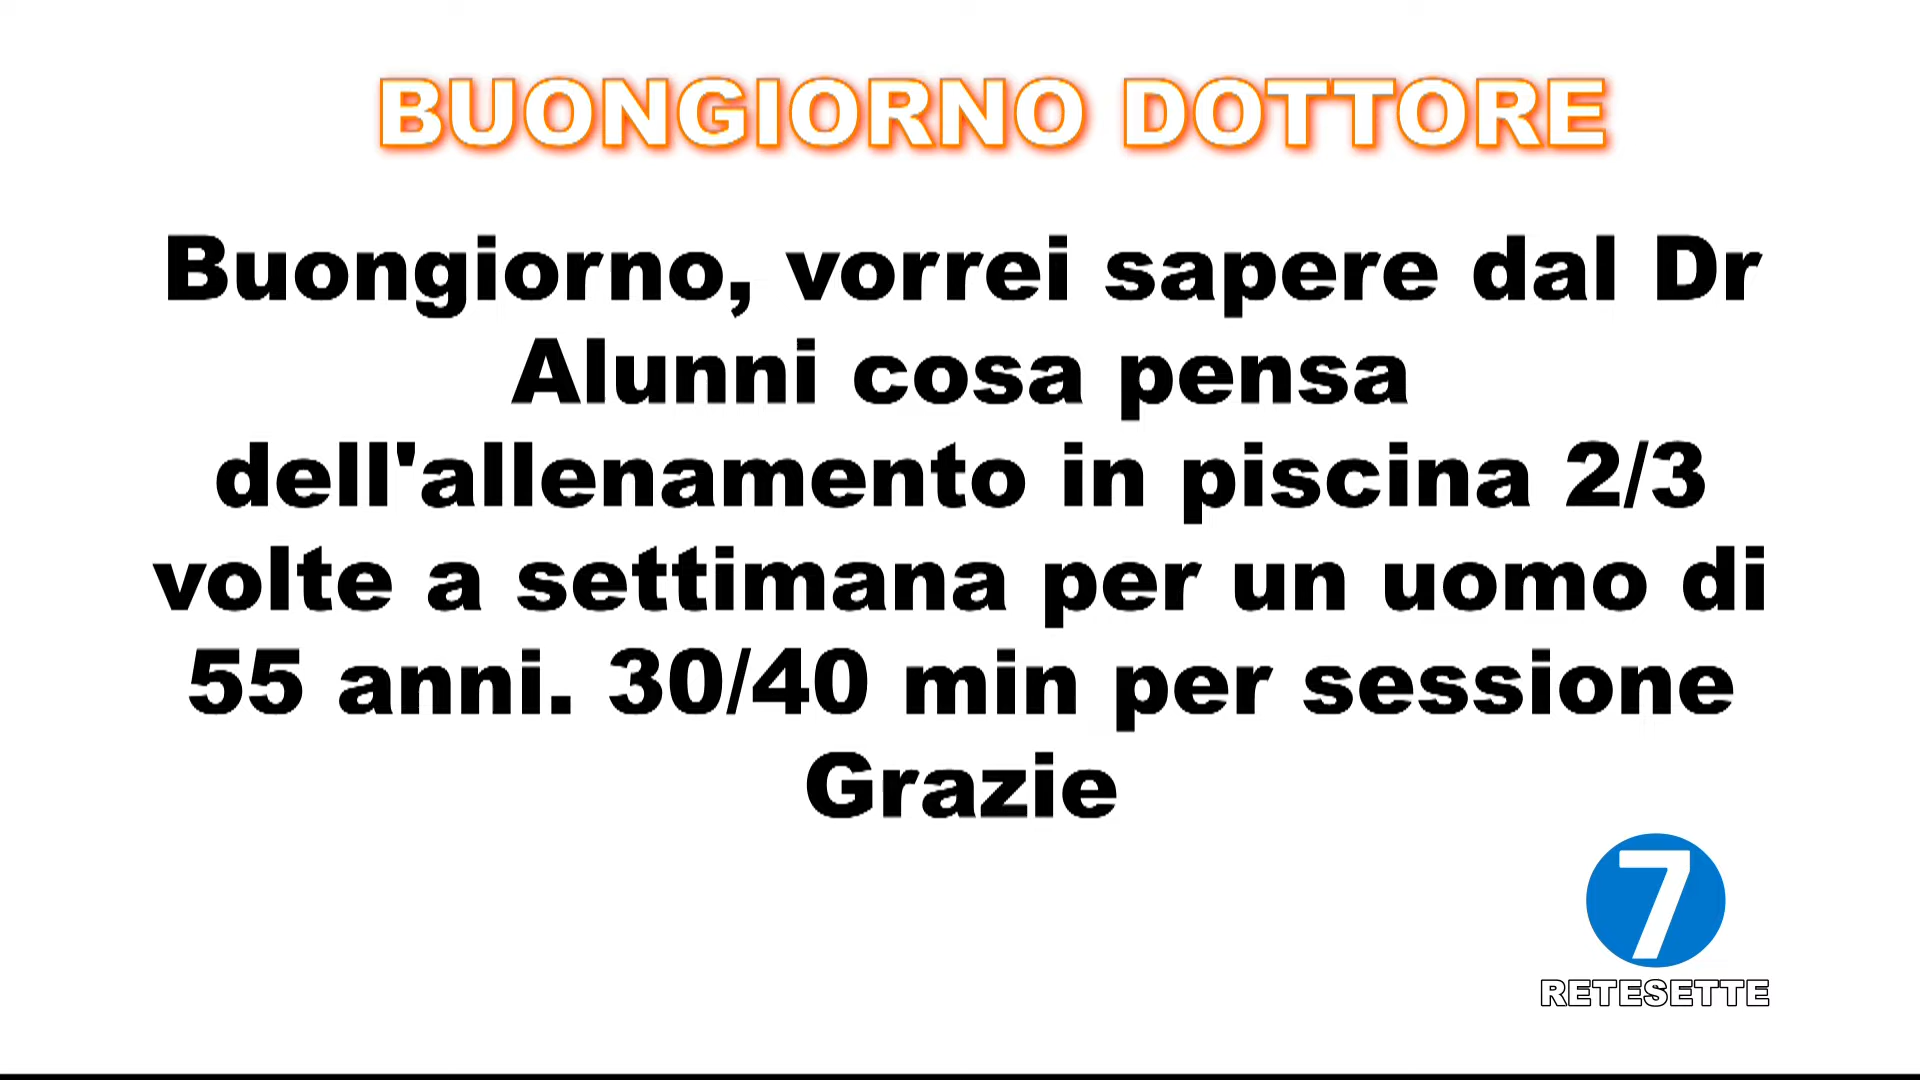 BUONGIORNO DOTTORE
Buongiorno, vorrei sapere dal Dr
Alunni cosa pensa
dell'allenamento in piscina 2/3
volte a settimana per un uomo di
55 anni. 30/40 min per sessione
Grazie
7
RETESETTE